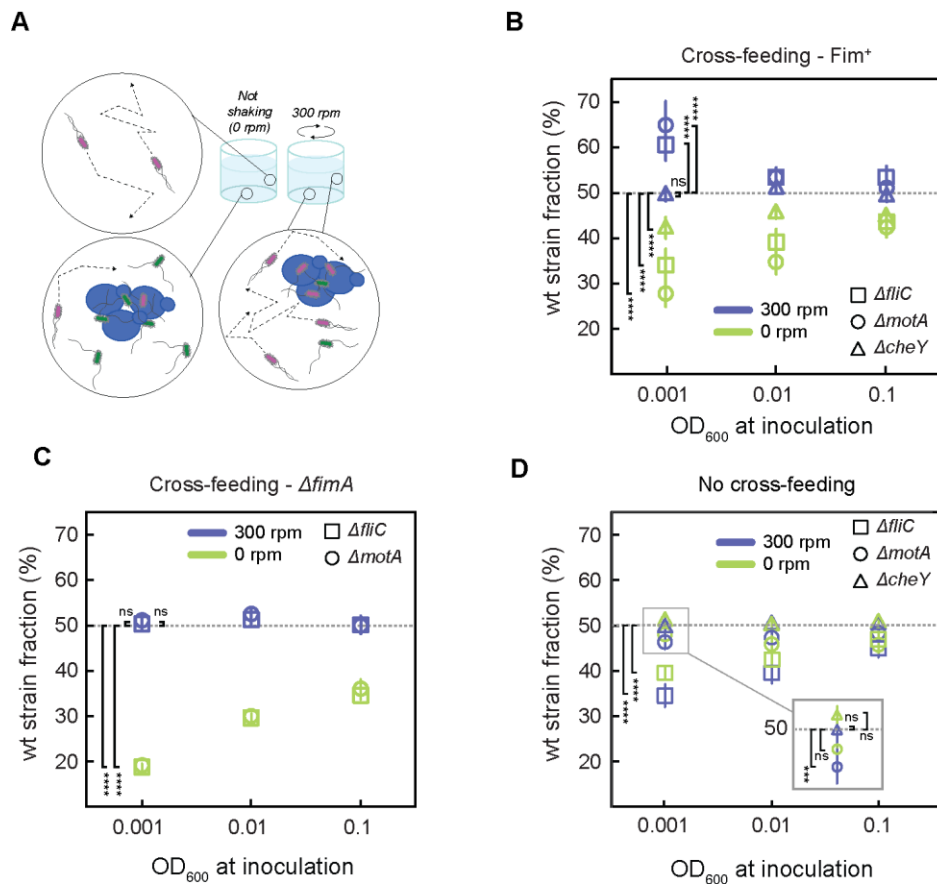 A
Not
shaking
(0 rpm)
300 rpm
B
Cross-feeding - Fim⁺
wt strain fraction (%)
70
60
50
40
30
20
****
****
ns
****
****
****
300 rpm
0 rpm
ΔfliC
ΔmotA
ΔcheY
0.001
0.01
0.1
OD₆₀₀ at inoculation
C
Cross-feeding - ΔfimA
wt strain fraction (%)
70
60
50
40
30
20
300 rpm
0 rpm
ΔfliC
ΔmotA
ns
ns
****
****
0.001
0.01
0.1
OD₆₀₀ at inoculation
D
No cross-feeding
wt strain fraction (%)
70
60
50
40
30
20
300 rpm
0 rpm
ΔfliC
ΔmotA
ΔcheY
****
****
50
ns
ns
ns
***
0.001
0.01
0.1
OD₆₀₀ at inoculation